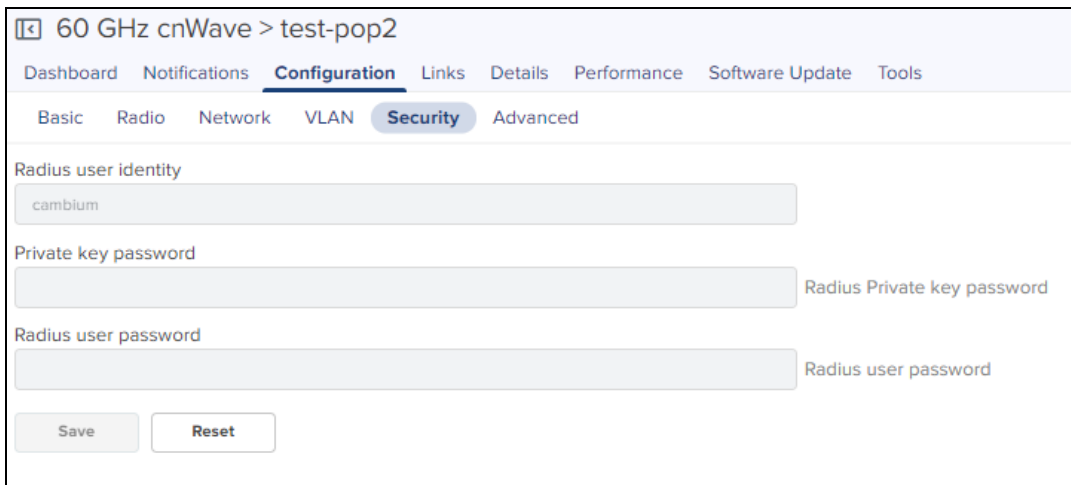 60 GHz cnWave > test-pop2
Dashboard Notifications Configuration Links Details Performance Software Update Tools
Basic Radio Network VLAN Security Advanced
Radius user identity
cambium
Private key password
Radius Private key password
Radius user password
Radius user password
Save Reset